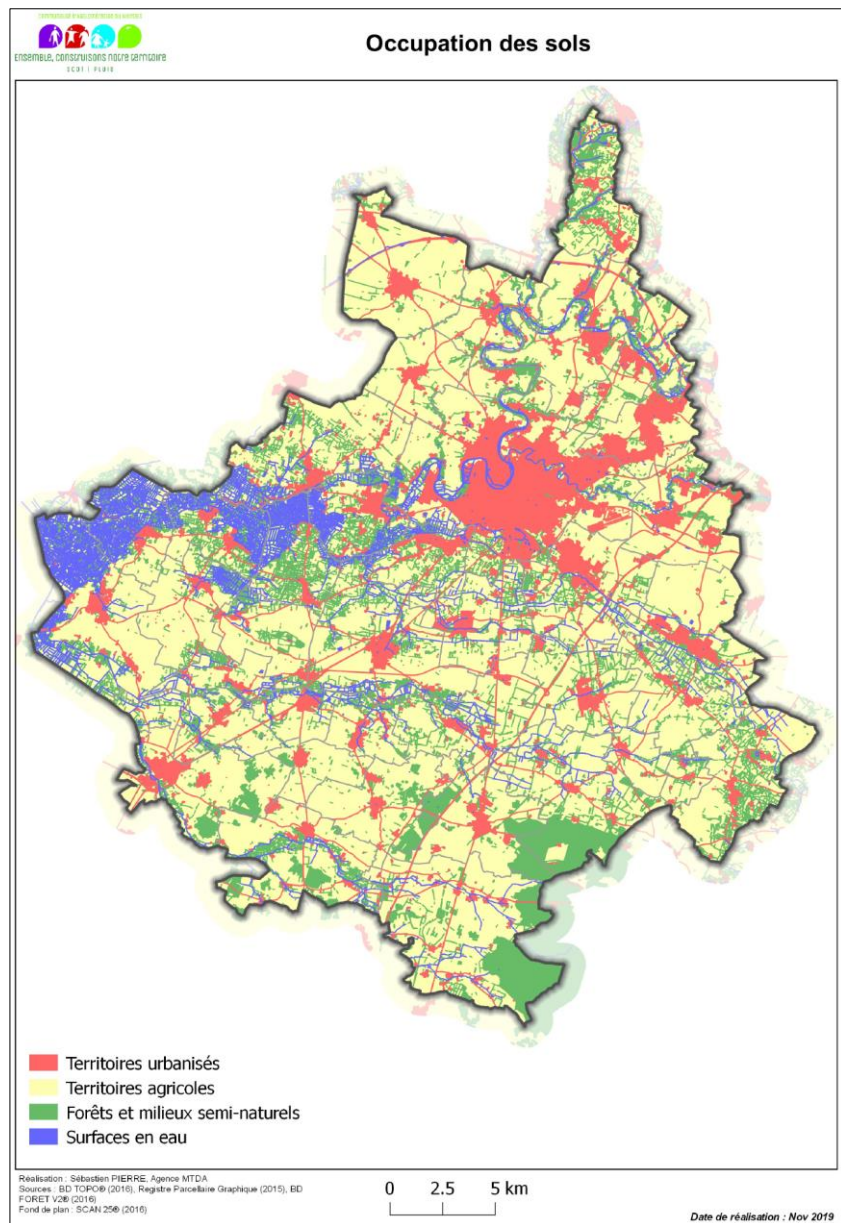 Occupation des sols
Ensemble, construisons notre territoire
SCOT | PLUIE
Territoires urbanisés
Territoires agricoles
Forêts et milieux semi-naturels
Surfaces en eau
Réalisation : Sébastien PIERRE, Agence MTDA
Sources : BD TOPO® (2016), Registre Parcellaire Graphique (2015), BD
FORET V2® (2016)
Fond de plan : SCAN 25® (2016)
0 2.5 5 km
Date de réalisation : Nov 2019